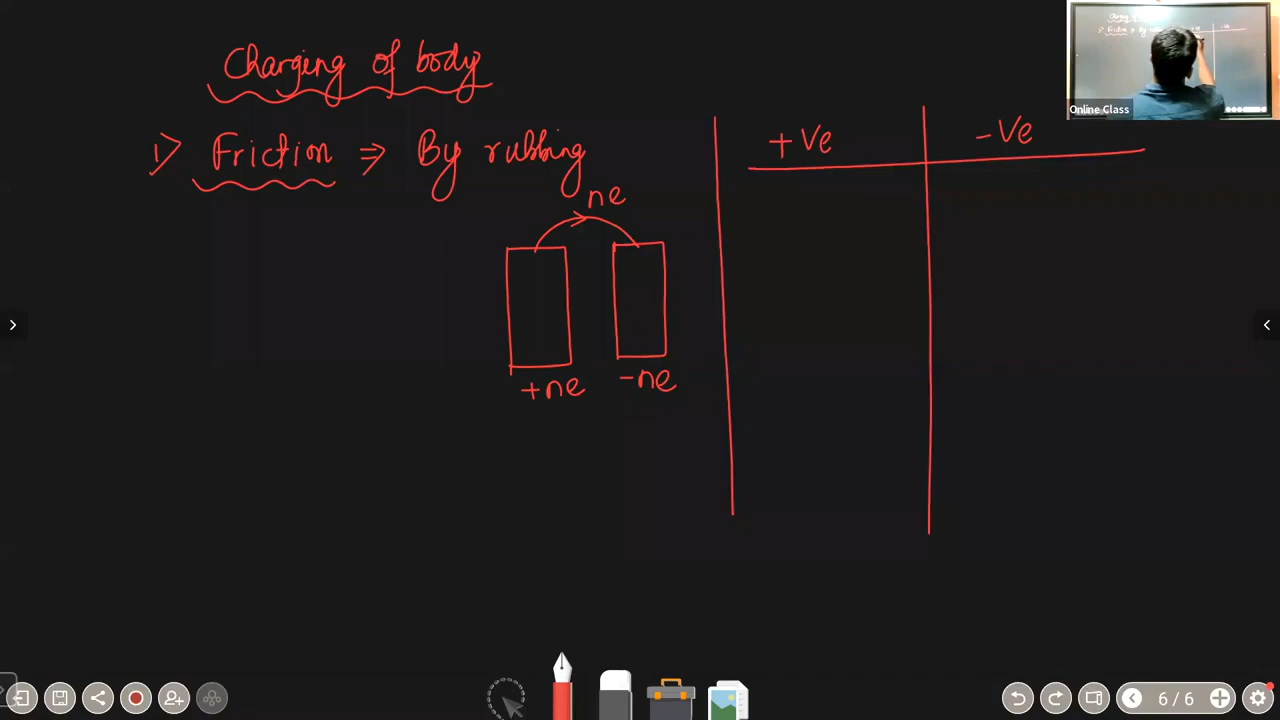 Charging of body
1) Friction ⇒ By rubbing
ne
+ne -ne
+Ve -Ve
Online Class
6/6